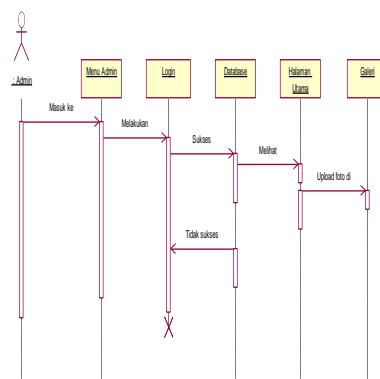 : Admin
Menu Admin
Login
Database
Halaman
Utama
Galeri
Masuk ke
Melakukan
Sukses
Melihat
Upload foto di
Tidak sukses